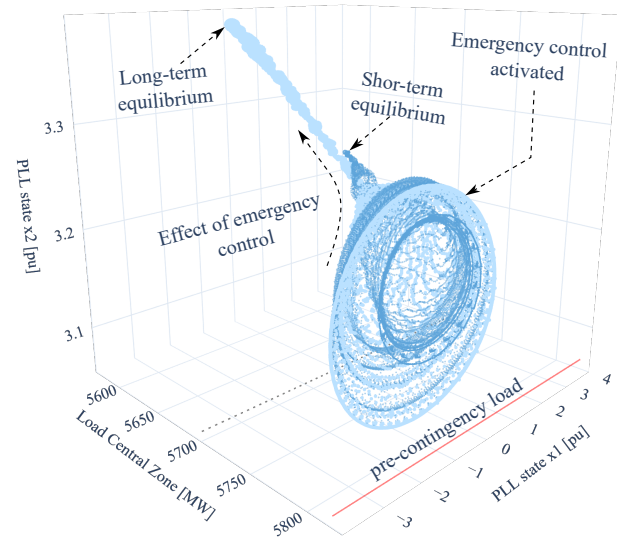 Emergency control
activated
Long-term
equilibrium
Shor-term
equilibrium
Effect of emergency
control
3.3
3.2
3.1
PLL state x2 [pu]
5600
5650
5700
5750
5800
Load Central Zone [MW]
pre-contingency load
−3
−2
−1
0
1
2
3
4
PLL state x1 [pu]